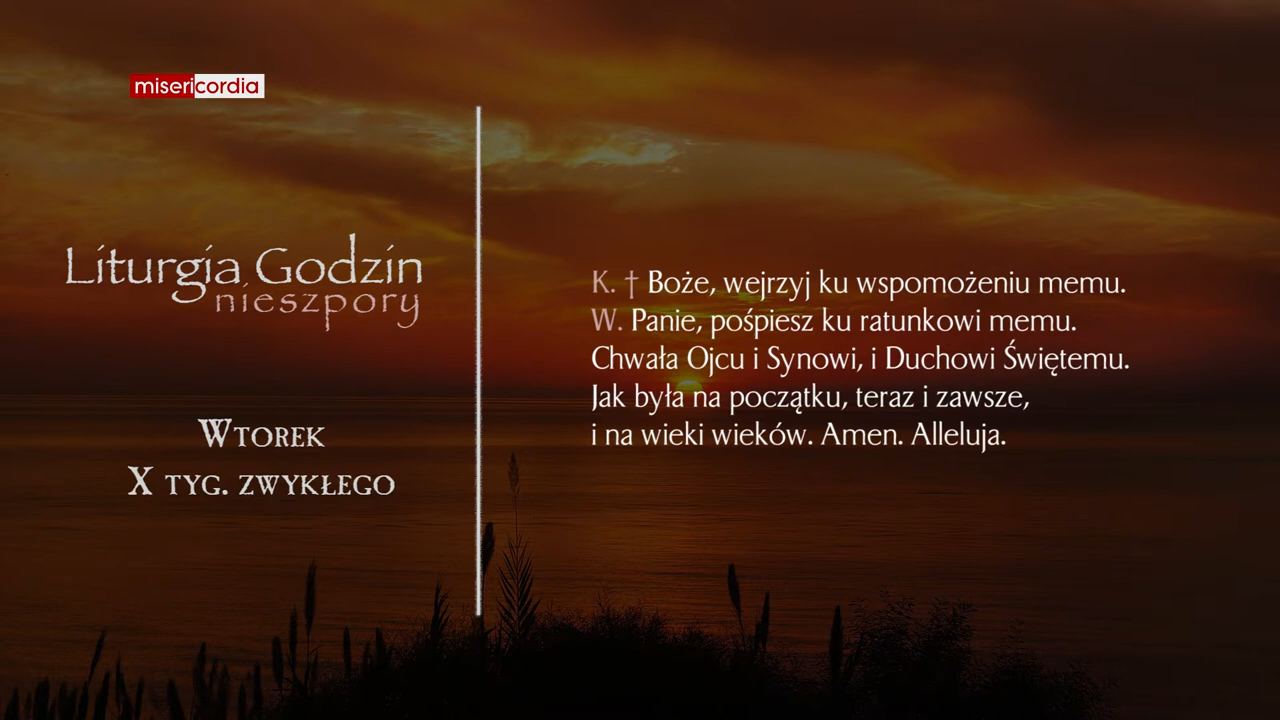 misericordia
Liturgia Godzin
nieszpory
Wtorek
X tyg. zwykłego
K. † Boże, wejrzyj ku wspomożeniu memu.
W. Panie, pośpiesz ku ratunkowi memu.
Chwała Ojcu i Synowi, i Duchowi Świętemu.
Jak była na początku, teraz i zawsze,
i na wieki wieków. Amen. Alleluja.